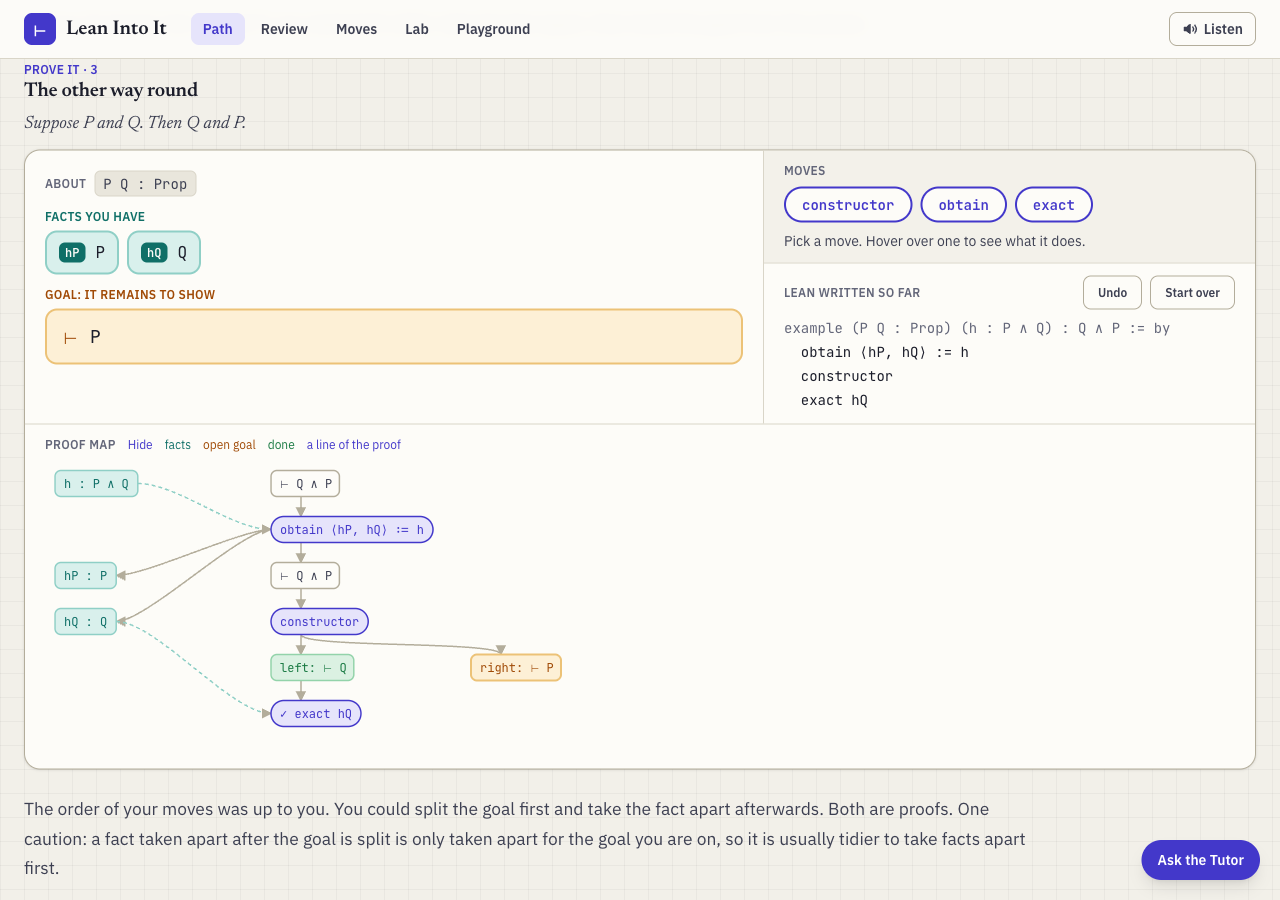 ⊢ Lean Into It Path Review Moves Lab Playground Listen
PROVE IT · 3
The other way round
Suppose P and Q. Then Q and P.
ABOUT P Q : Prop
FACTS YOU HAVE
hP P hQ Q
GOAL: IT REMAINS TO SHOW
⊢ P
MOVES
constructor obtain exact
Pick a move. Hover over one to see what it does.
LEAN WRITTEN SO FAR Undo Start over
example (P Q : Prop) (h : P ∧ Q) : Q ∧ P := by
obtain ⟨hP, hQ⟩ := h
constructor
exact hQ
PROOF MAP Hide facts open goal done a line of the proof
h : P ∧ Q ⊢ Q ∧ P
obtain ⟨hP, hQ⟩ := h
hP : P ⊢ Q ∧ P
hQ : Q constructor
left: ⊢ Q right: ⊢ P
✓ exact hQ
The order of your moves was up to you. You could split the goal first and take the fact apart afterwards. Both are proofs. One
caution: a fact taken apart after the goal is split is only taken apart for the goal you are on, so it is usually tidier to take facts apart
first.
Ask the Tutor